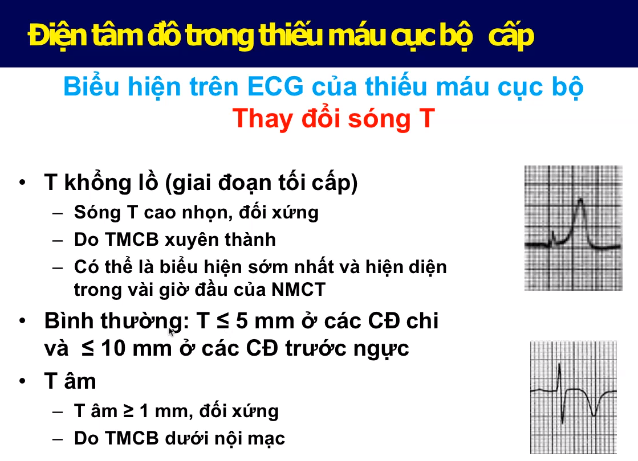 Điện tâm đồ trong thiếu máu cục bộ cấp
Biểu hiện trên ECG của thiếu máu cục bộ
Thay đổi sóng T
• T khổng lồ (giai đoạn tối cấp)
– Sóng T cao nhọn, đối xứng
– Do TMCB xuyên thành
– Có thể là biểu hiện sớm nhất và hiện diện
trong vài giờ đầu của NMCT
• Bình thường: T ≤ 5 mm ở các CĐ chi
và ≤ 10 mm ở các CĐ trước ngực
• T âm
– T âm ≥ 1 mm, đối xứng
– Do TMCB dưới nội mạc